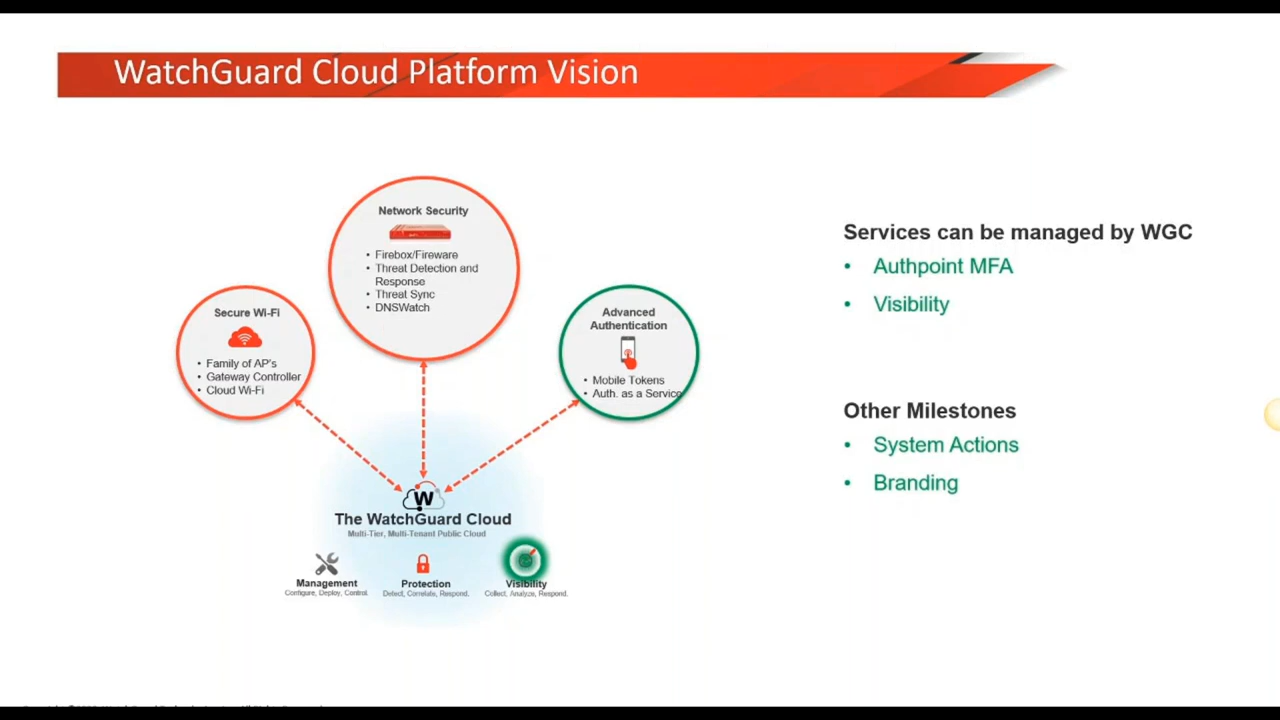 WatchGuard Cloud Platform Vision
Network Security
• Firebox/Fireware
• Threat Detection and
Response
• Threat Sync
• DNSWatch
Secure Wi-Fi
• Family of AP's
• Gateway Controller
• Cloud Wi-Fi
Advanced
Authentication
• Mobile Tokens
• Auth. as a Service
W
The WatchGuard Cloud
Multi-Tier, Multi-Tenant Public Cloud
Management
Configure, Deploy, Control.
Protection
Detect, Correlate, Respond.
Visibility
Collect, Analyze, Respond.
Services can be managed by WGC
• Authpoint MFA
• Visibility
Other Milestones
• System Actions
• Branding